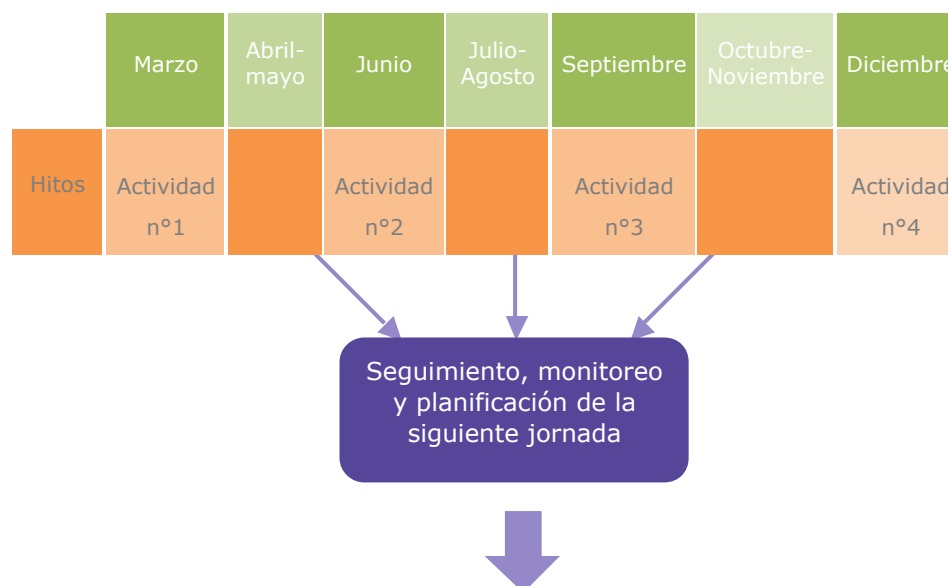 Marzo
Abril-
mayo
Junio
Julio-
Agosto
Septiembre
Octubre-
Noviembre
Diciembre
Hitos
Actividad
n°1
Actividad
n°2
Actividad
n°3
Actividad
n°4
Seguimiento, monitoreo
y planificación de la
siguiente jornada